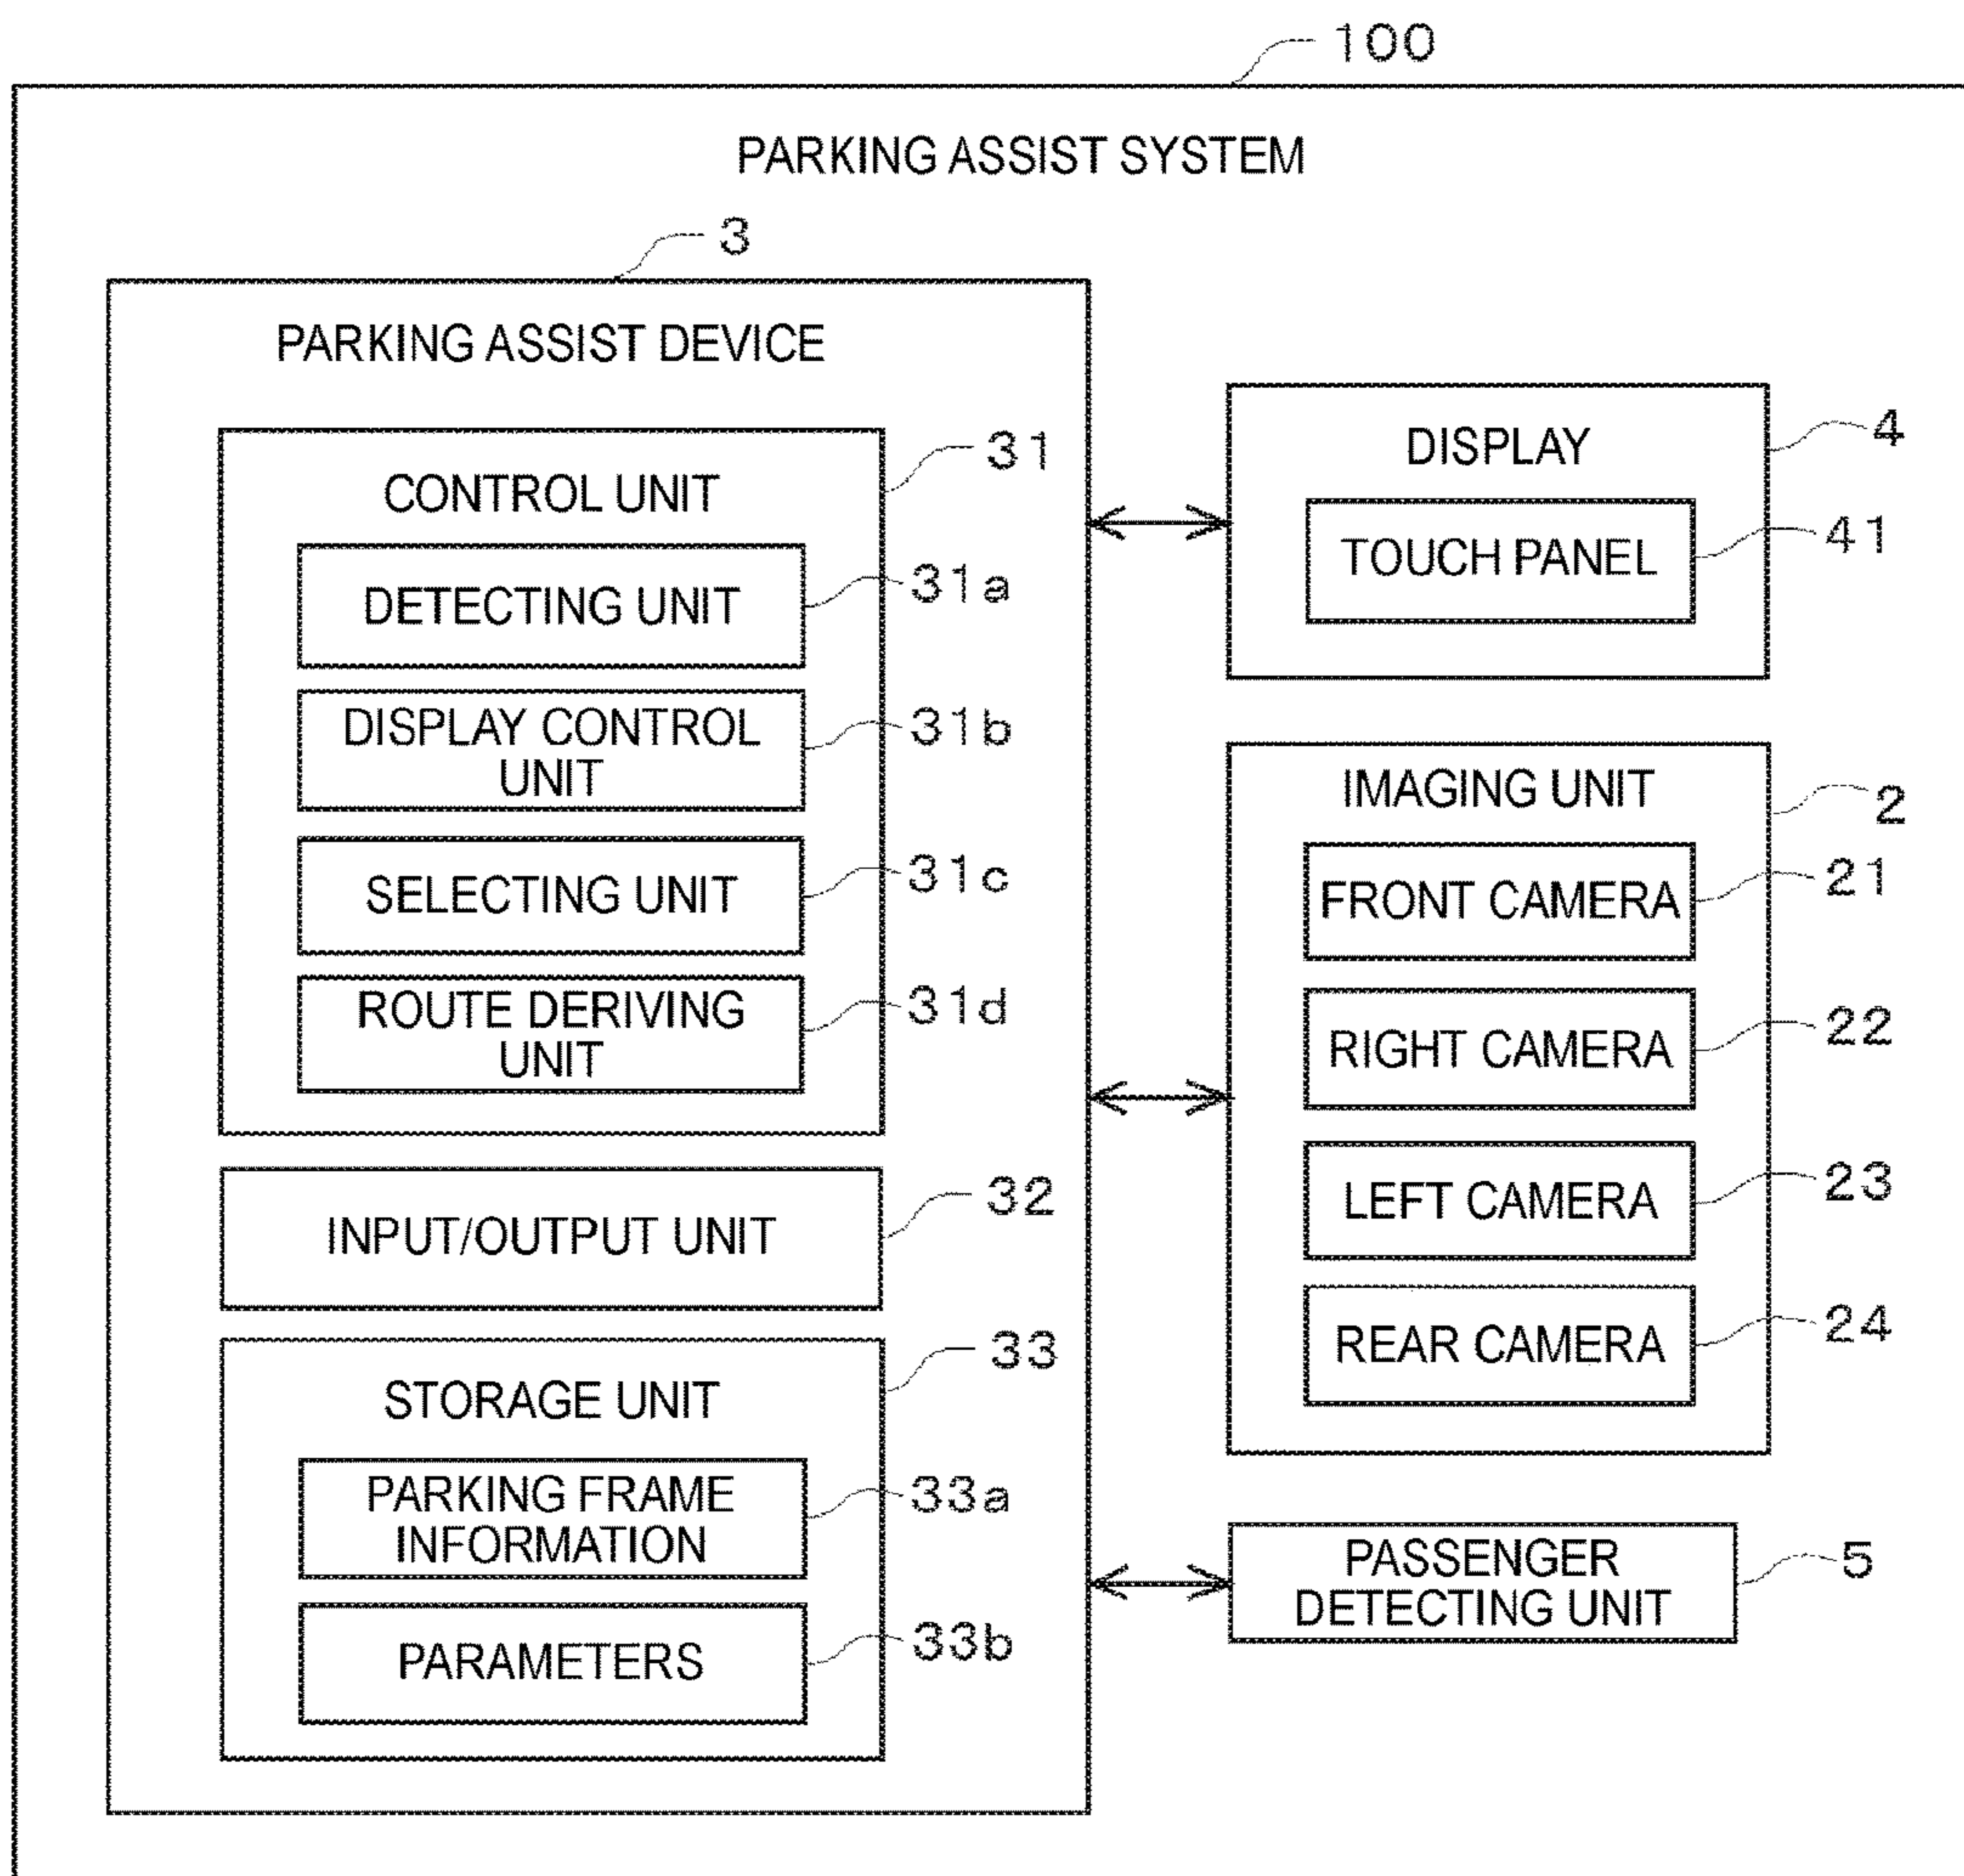 100
PARKING ASSIST SYSTEM
3
PARKING ASSIST DEVICE
31
CONTROL UNIT
DETECTING UNIT
31a
DISPLAY CONTROL
UNIT
31b
SELECTING UNIT
31c
ROUTE DERIVING
UNIT
31d
INPUT/OUTPUT UNIT
32
STORAGE UNIT
33
PARKING FRAME
INFORMATION
33a
PARAMETERS
33b
DISPLAY
4
TOUCH PANEL
41
IMAGING UNIT
2
FRONT CAMERA
21
RIGHT CAMERA
22
LEFT CAMERA
23
REAR CAMERA
24
PASSENGER
DETECTING UNIT
5